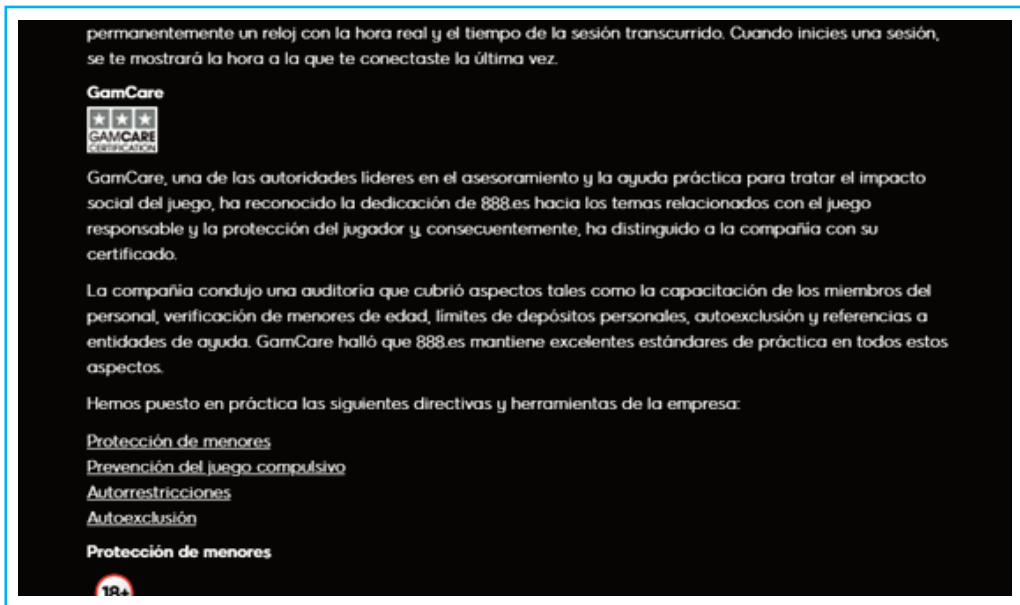 permanentemente un reloj con la hora real y el tiempo de la sesión transcurrido. Cuando inicies una sesión,
se te mostrará la hora a la que te conectaste la última vez.
GamCare
GAMCARE
CERTIFICATION
GamCare, una de las autoridades líderes en el asesoramiento y la ayuda práctica para tratar el impacto
social del juego, ha reconocido la dedicación de 888.es hacia los temas relacionados con el juego
responsable y la protección del jugador y, consecuentemente, ha distinguido a la compañía con su
certificado.
La compañía condujo una auditoría que cubrió aspectos tales como la capacitación de los miembros del
personal, verificación de menores de edad, límites de depósitos personales, autoexclusión y referencias a
entidades de ayuda. GamCare halló que 888.es mantiene excelentes estándares de práctica en todos estos
aspectos.
Hemos puesto en práctica las siguientes directivas y herramientas de la empresa:
Protección de menores
Prevención del juego compulsivo
Autorrestricciones
Autoexclusión
Protección de menores
18+